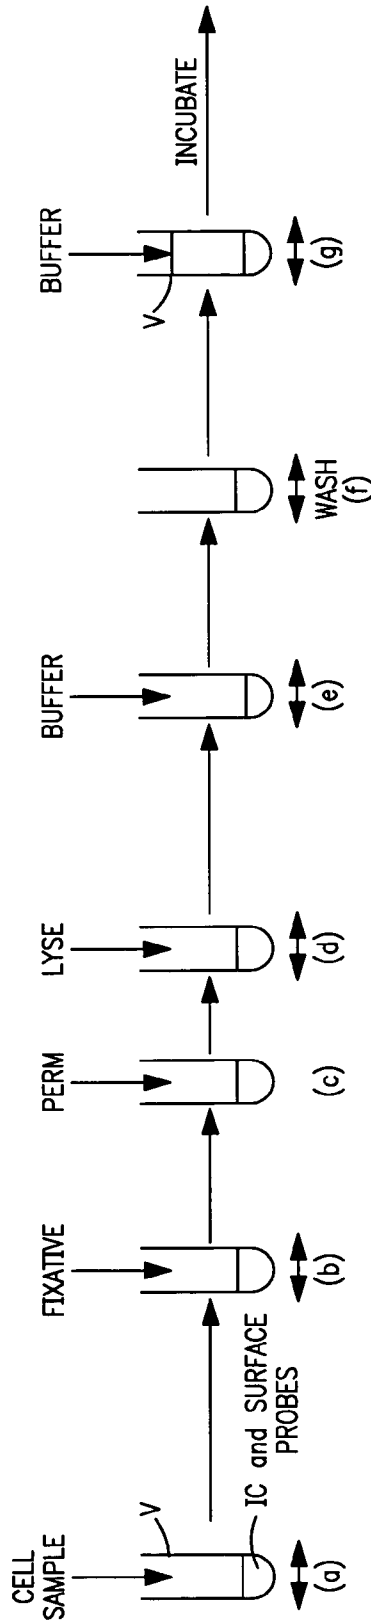 CELL
SAMPLE
V
IC and SURFACE
PROBES
(a)
FIXATIVE
(b)
PERM
(c)
LYSE
(d)
BUFFER
(e)
WASH
(f)
BUFFER
V
(g)
INCUBATE